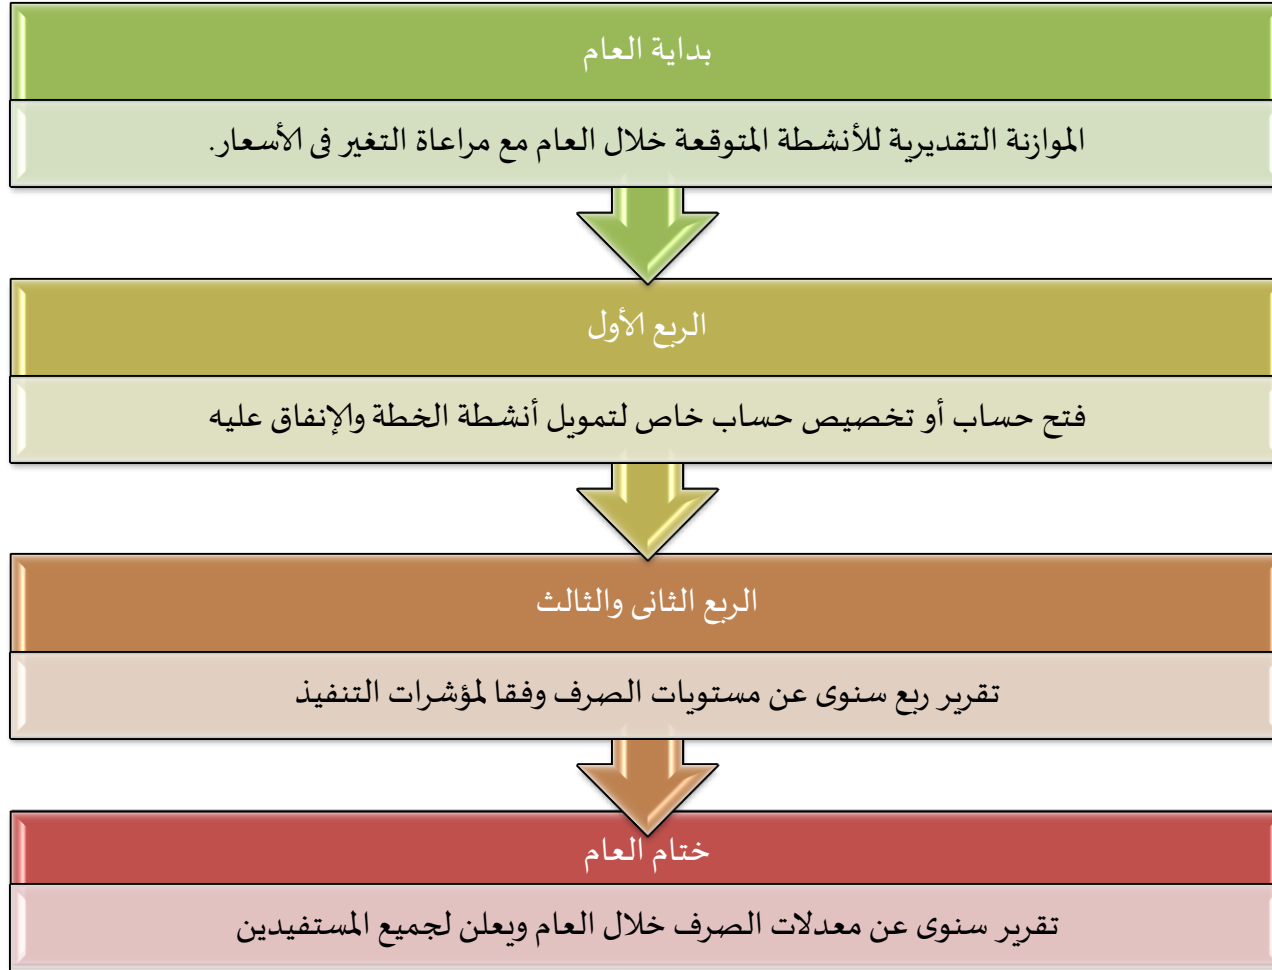 بداية العام
الموازنة التقديرية للأنشطة المتوقعة خلال العام مع مراعاة التغير فى الأسعار.
الربع الأول
فتح حساب أو تخصيص حساب خاص لتمويل أنشطة الخطة والإنفاق عليه
الربع الثانى والثالث
تقرير ربع سنوى عن مستويات الصرف وفقا لمؤشرات التنفيذ
ختام العام
تقرير سنوى عن معدلات الصرف خلال العام ويعلن لجميع المستفيدين